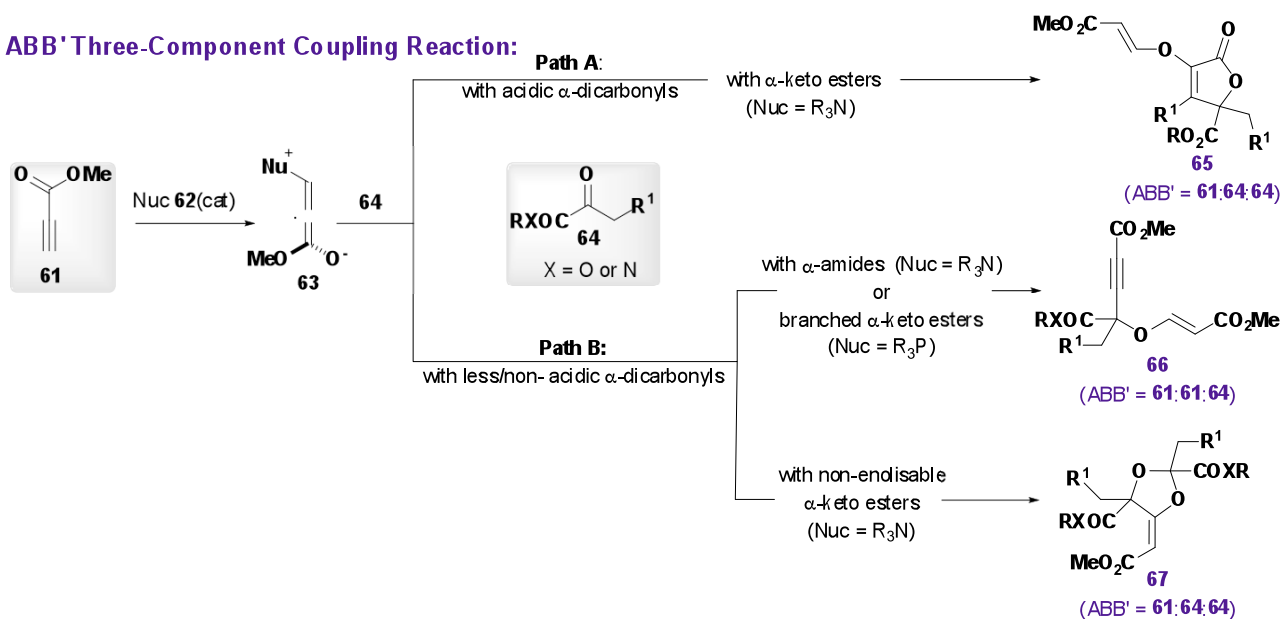 ABB' Three-Component Coupling Reaction:
O
OMe
61
Nuc 62(cat)
Nu+
MeO
O-
63
64
Path A:
with acidic α-dicarbonyls
with α-keto esters
(Nuc = R3N)
MeO2C
O
O
O
R1
RO2C
R1
65
(ABB' = 61:64:64)
O
RXOC
R1
64
X = O or N
Path B:
with less/non- acidic α-dicarbonyls
with α-amides (Nuc = R3N)
or
branched α-keto esters
(Nuc = R3P)
CO2Me
RXOC
R1
O
CO2Me
66
(ABB' = 61:61:64)
with non-enolisable
α-keto esters
(Nuc = R3N)
R1
R1
O
COXR
O
RXOC
MeO2C
67
(ABB' = 61:64:64)